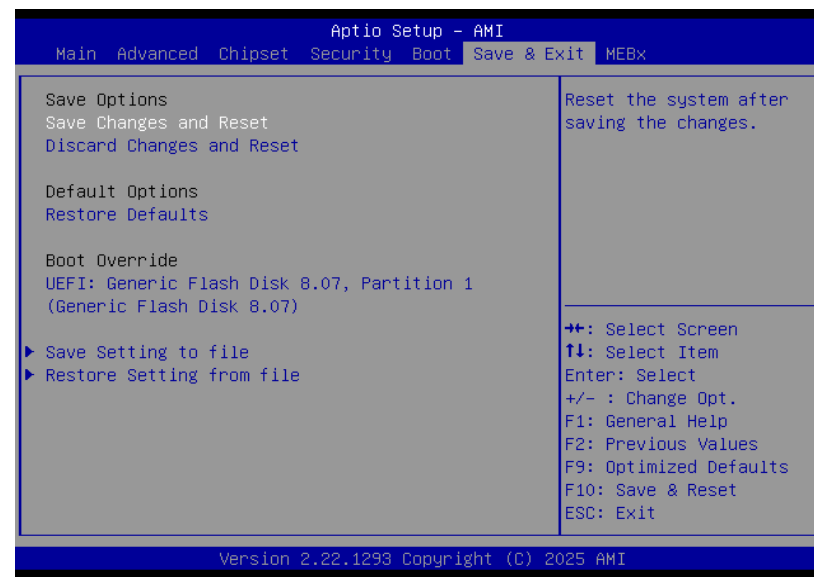 Aptio Setup – AMI
Main Advanced Chipset Security Boot Save & Exit MEBx
Save Options
Save Changes and Reset
Discard Changes and Reset
Default Options
Restore Defaults
Boot Override
UEFI: Generic Flash Disk 8.07, Partition 1
(Generic Flash Disk 8.07)
▶ Save Setting to file
▶ Restore Setting from file
Reset the system after
saving the changes.
→←: Select Screen
↑↓: Select Item
Enter: Select
+/– : Change Opt.
F1: General Help
F2: Previous Values
F9: Optimized Defaults
F10: Save & Reset
ESC: Exit
Version 2.22.1293 Copyright (C) 2025 AMI